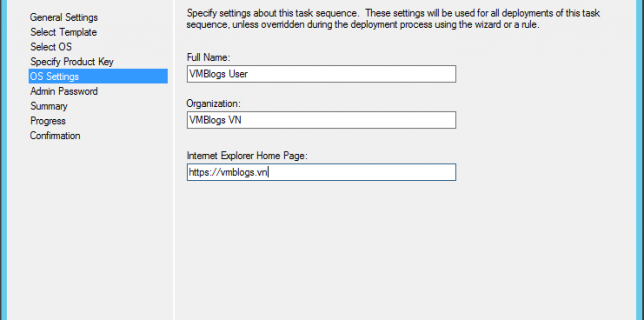 General Settings
Select Template
Select OS
Specify Product Key
OS Settings
Admin Password
Summary
Progress
Confirmation
Specify settings about this task sequence. These settings will be used for all deployments of this task
sequence, unless overridden during the deployment process using the wizard or a rule.
Full Name:
VMBlogs User
Organization:
VMBlogs VN
Internet Explorer Home Page:
https://vmblogs.vn